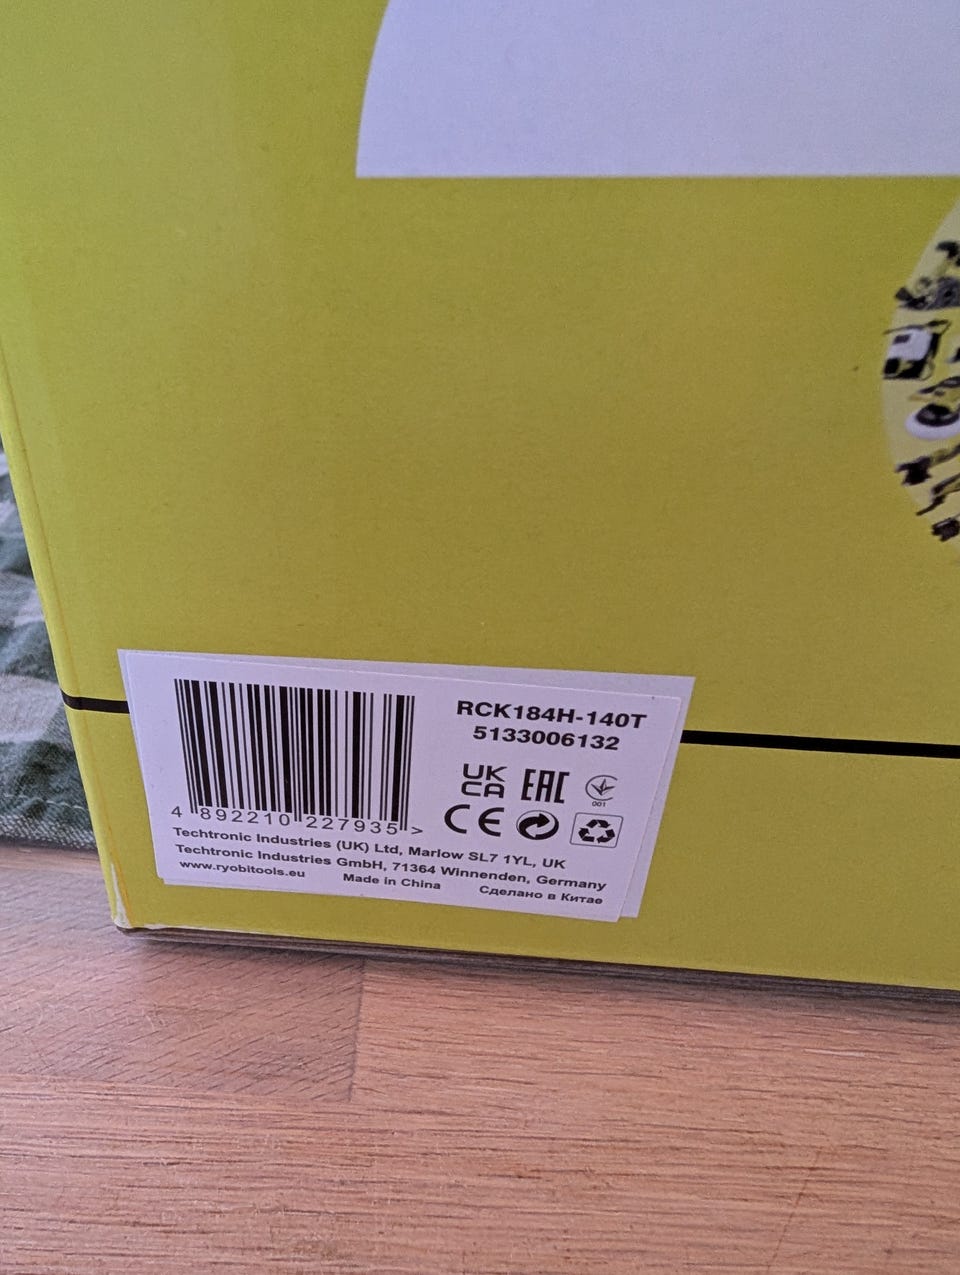 RCK184H-140T
5133006132
UK
CA
EAC
001
CE
4 892210 227935 >
Techtronic Industries (UK) Ltd, Marlow SL7 1YL, UK
Techtronic Industries GmbH, 71364 Winnenden, Germany
www.ryobitools.eu Made in China Сделано в Китае